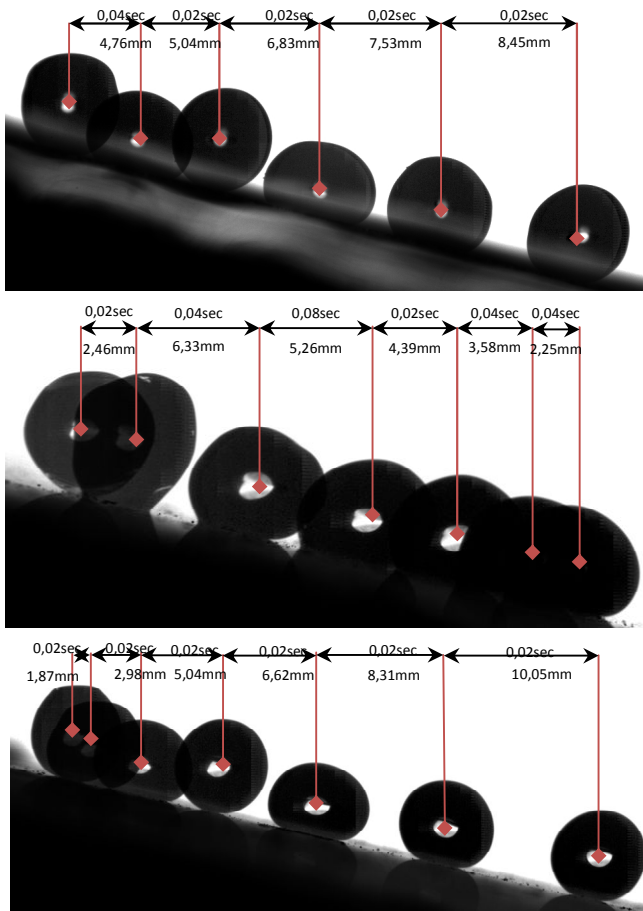 0,04sec 0,02sec 0,02sec 0,02sec 0,02sec
4,76mm 5,04mm 6,83mm 7,53mm 8,45mm
0,02sec 0,04sec 0,08sec 0,02sec 0,04sec 0,04sec
2,46mm 6,33mm 5,26mm 4,39mm 3,58mm 2,25mm
0,02sec 0,02sec 0,02sec 0,02sec 0,02sec 0,02sec
1,87mm 2,98mm 5,04mm 6,62mm 8,31mm 10,05mm